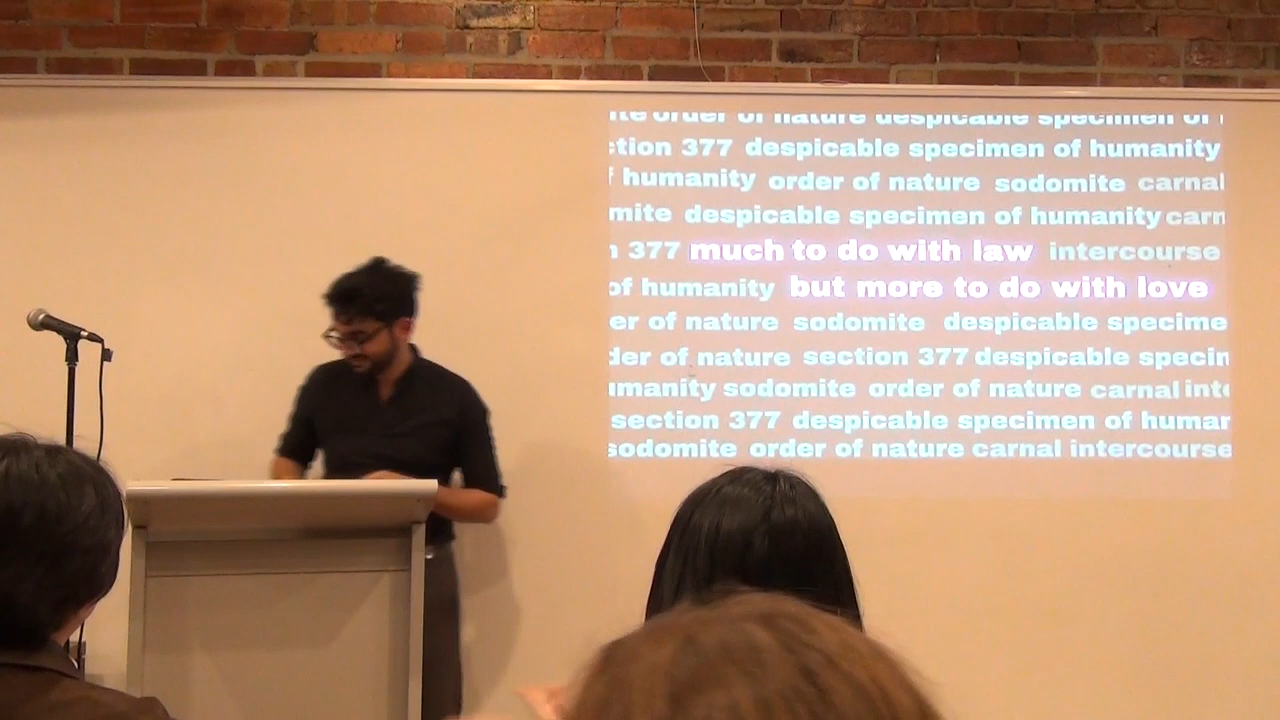 order of nature despicable specimen of
377 despicable specimen of humanity
humanity order of nature sodomite carnal
despicable specimen of humanity
377 much to do with law intercourse
of humanity but more to do with love
of nature sodomite despicable
of nature section 377 despicable
sodomite order of nature carnal
section 377 despicable specimen of
sodomite order of nature carnal intercourse